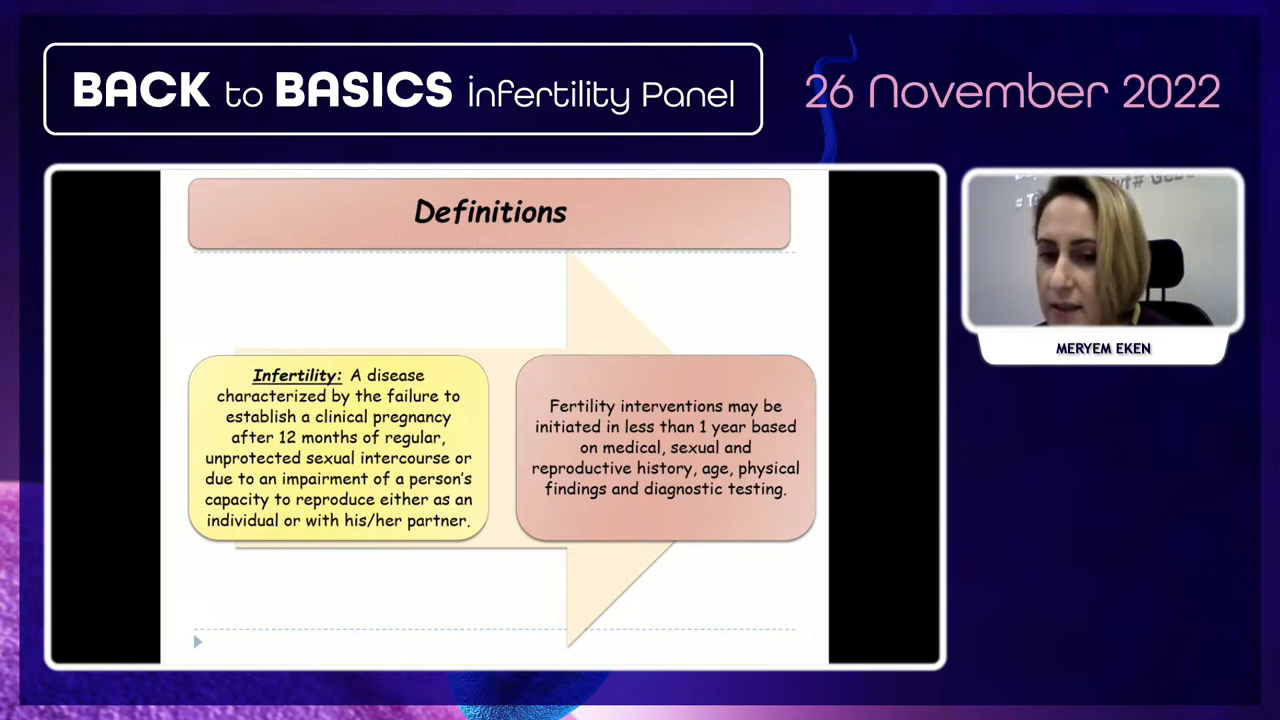 BACK to BASICS infertility Panel
26 November 2022
Definitions
Infertility: A disease
characterized by the failure to
establish a clinical pregnancy
after 12 months of regular,
unprotected sexual intercourse or
due to an impairment of a person's
capacity to reproduce either as an
individual or with his/her partner.
Fertility interventions may be
initiated in less than 1 year based
on medical, sexual and
reproductive history, age, physical
findings and diagnostic testing.
MERYEM EKEN